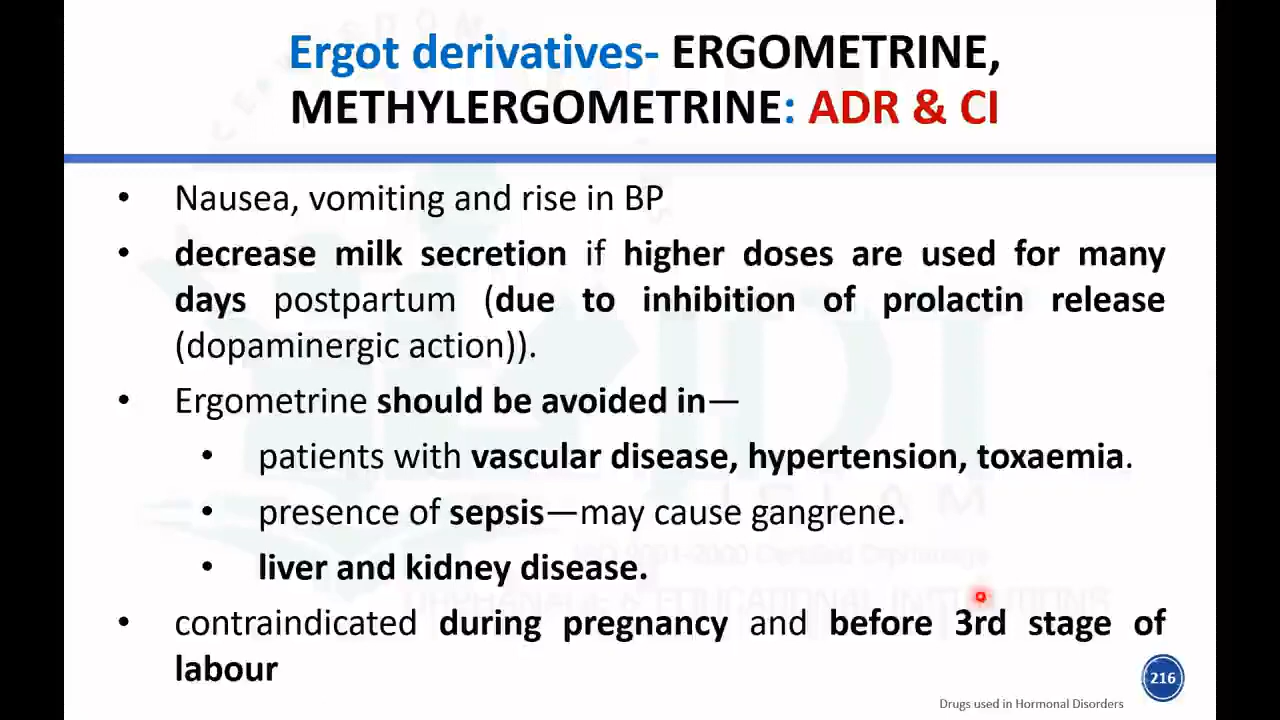 Ergot derivatives- ERGOMETRINE,
METHYLERGOMETRINE: ADR & CI
• Nausea, vomiting and rise in BP
• decrease milk secretion if higher doses are used for many
days postpartum (due to inhibition of prolactin release
(dopaminergic action)).
• Ergometrine should be avoided in—
• patients with vascular disease, hypertension, toxaemia.
• presence of sepsis—may cause gangrene.
• liver and kidney disease.
• contraindicated during pregnancy and before 3rd stage of
labour
216
Drugs used in Hormonal Disorders